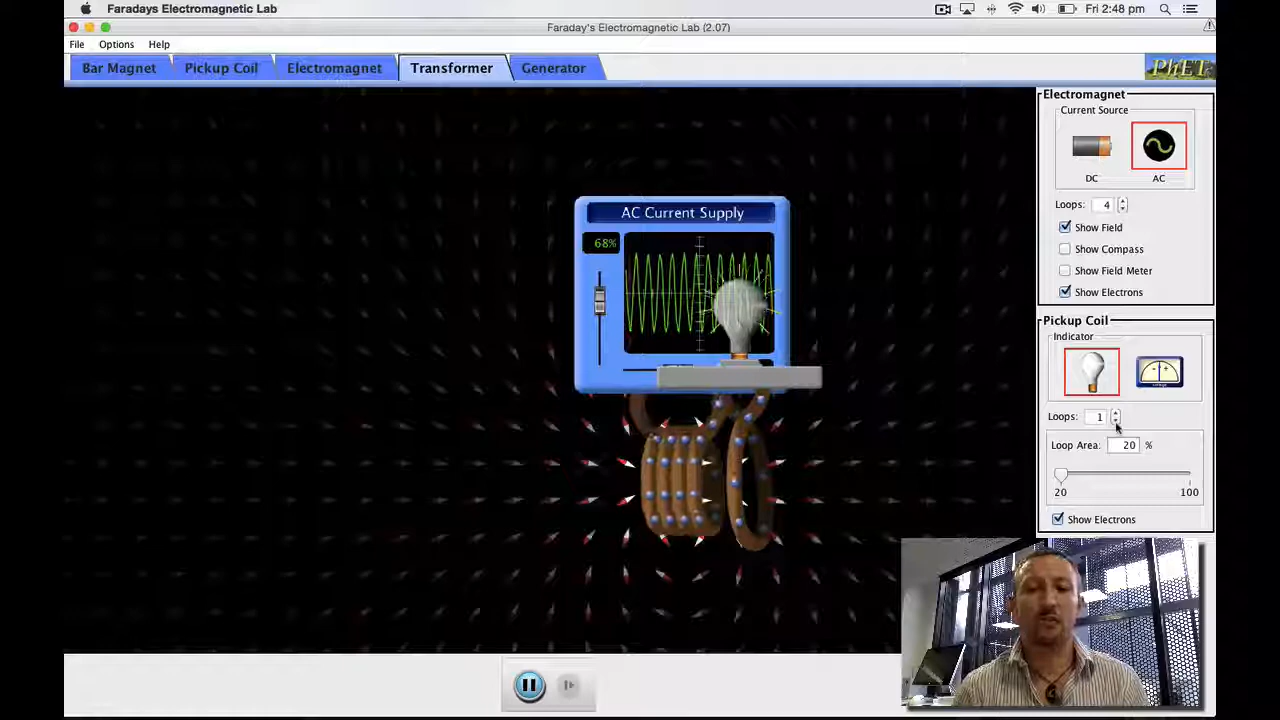 Faradays Electromagnetic Lab
Fri 2:48 pm
Faraday's Electromagnetic Lab (2.07)
File Options Help
Bar Magnet Pickup Coil Electromagnet Transformer Generator
PhET
Electromagnet
Current Source
DC AC
Loops: 4
Show Field
Show Compass
Show Field Meter
Show Electrons
AC Current Supply
68%
Pickup Coil
Indicator
Loops: 1
Loop Area: 20 %
20 100
Show Electrons